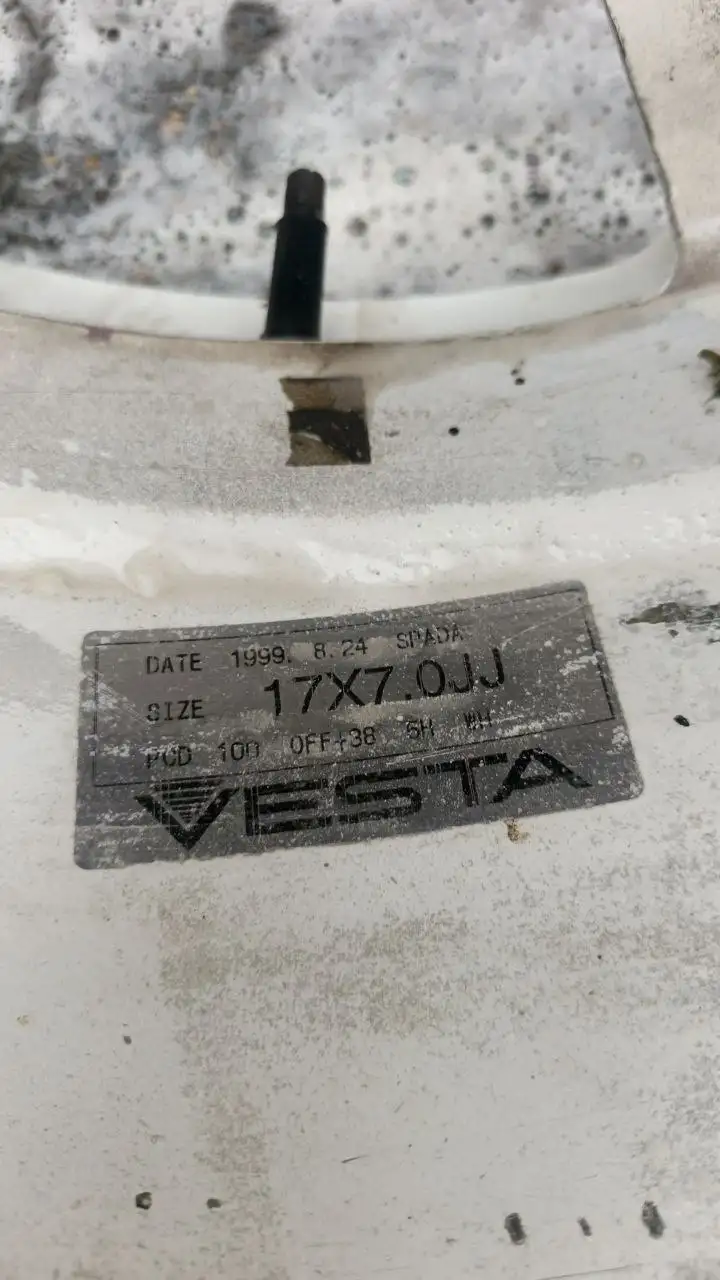 DATE 1999. 8.24 SPADA
SIZE 17X7.0JJ
PCD 100 OFF+38 5H WH
VESTA